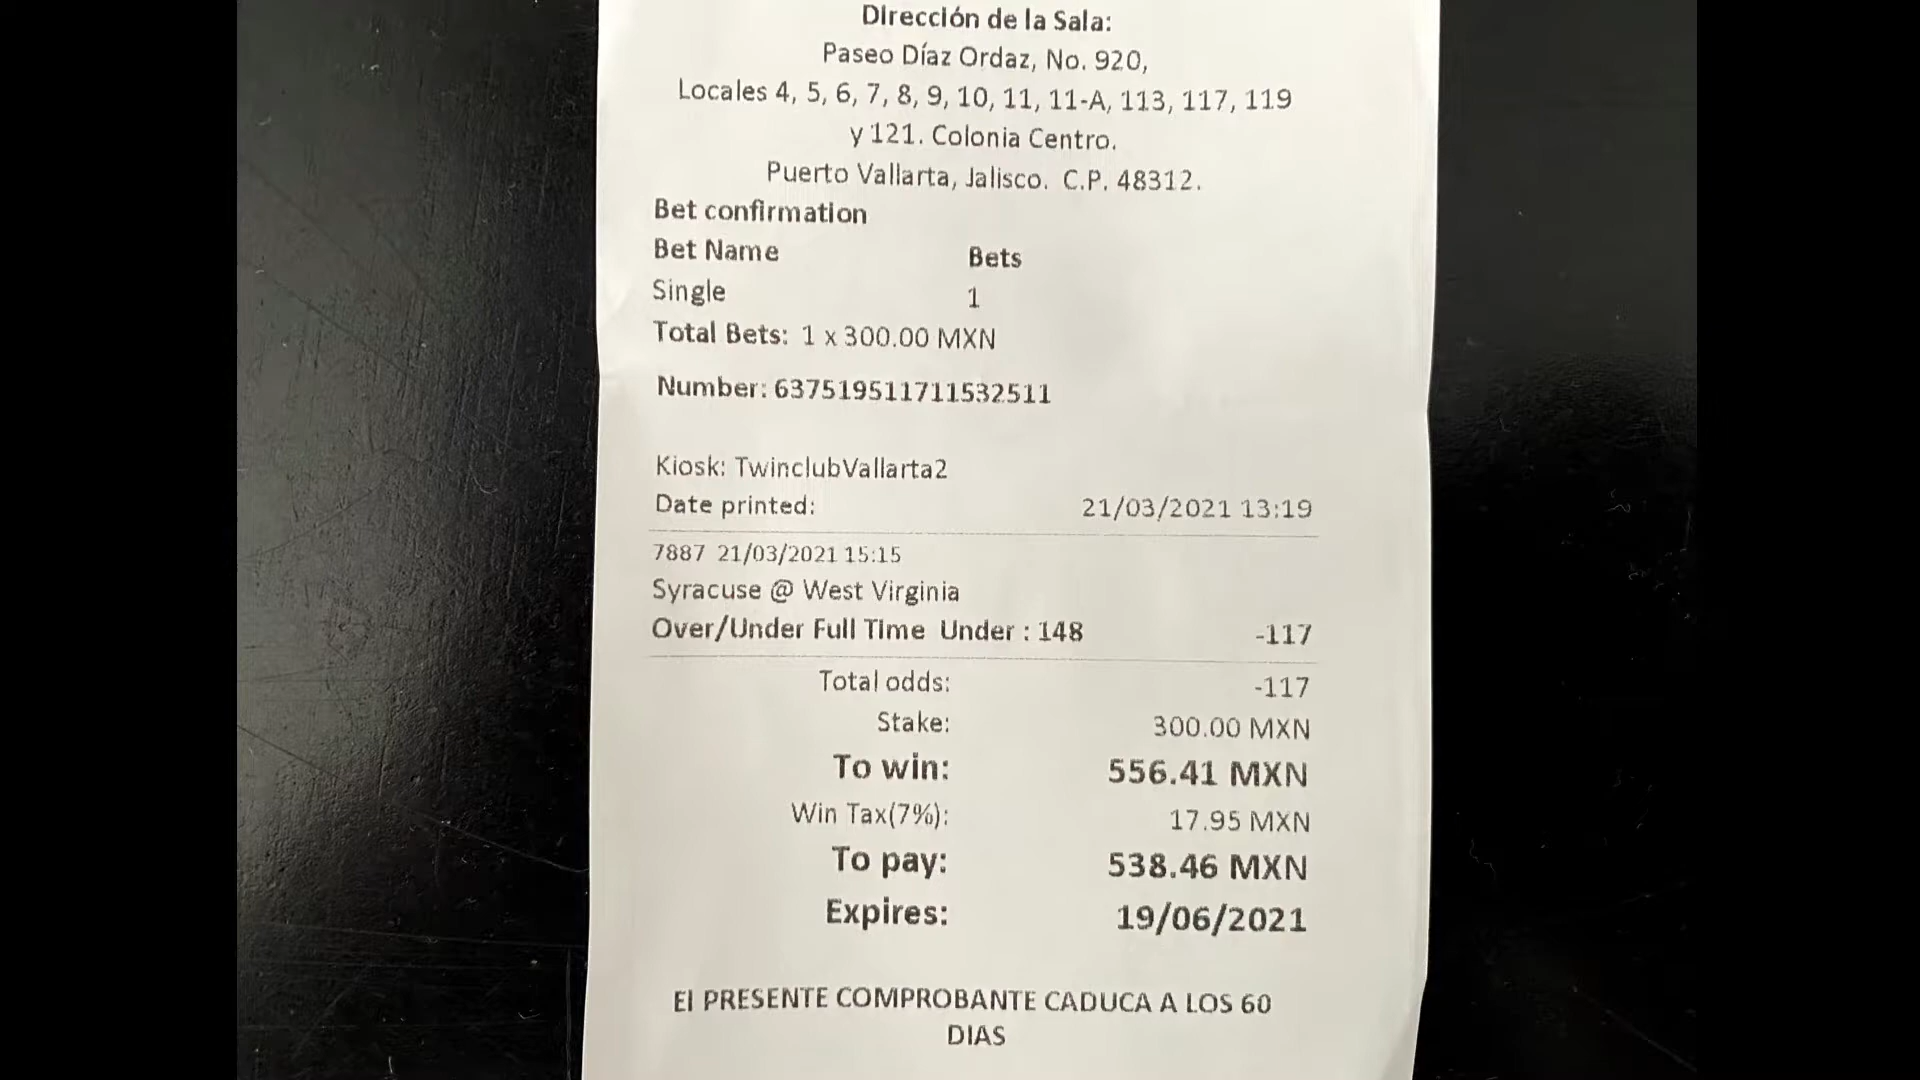 Dirección de la Sala:
Paseo Díaz Ordaz, No. 920,
Locales 4, 5, 6, 7, 8, 9, 10, 11, 11-A, 113, 117, 119
y 121. Colonia Centro.
Puerto Vallarta, Jalisco. C.P. 48312.
Bet confirmation
Bet Name Bets
Single 1
Total Bets: 1 x 300.00 MXN
Number: 637519511711532511
Kiosk: TwinclubVallarta2
Date printed: 21/03/2021 13:19
7887 21/03/2021 15:15
Syracuse @ West Virginia
Over/Under Full Time Under : 148 -117
Total odds: -117
Stake: 300.00 MXN
To win: 556.41 MXN
Win Tax(7%): 17.95 MXN
To pay: 538.46 MXN
Expires: 19/06/2021
El PRESENTE COMPROBANTE CADUCA A LOS 60
DIAS